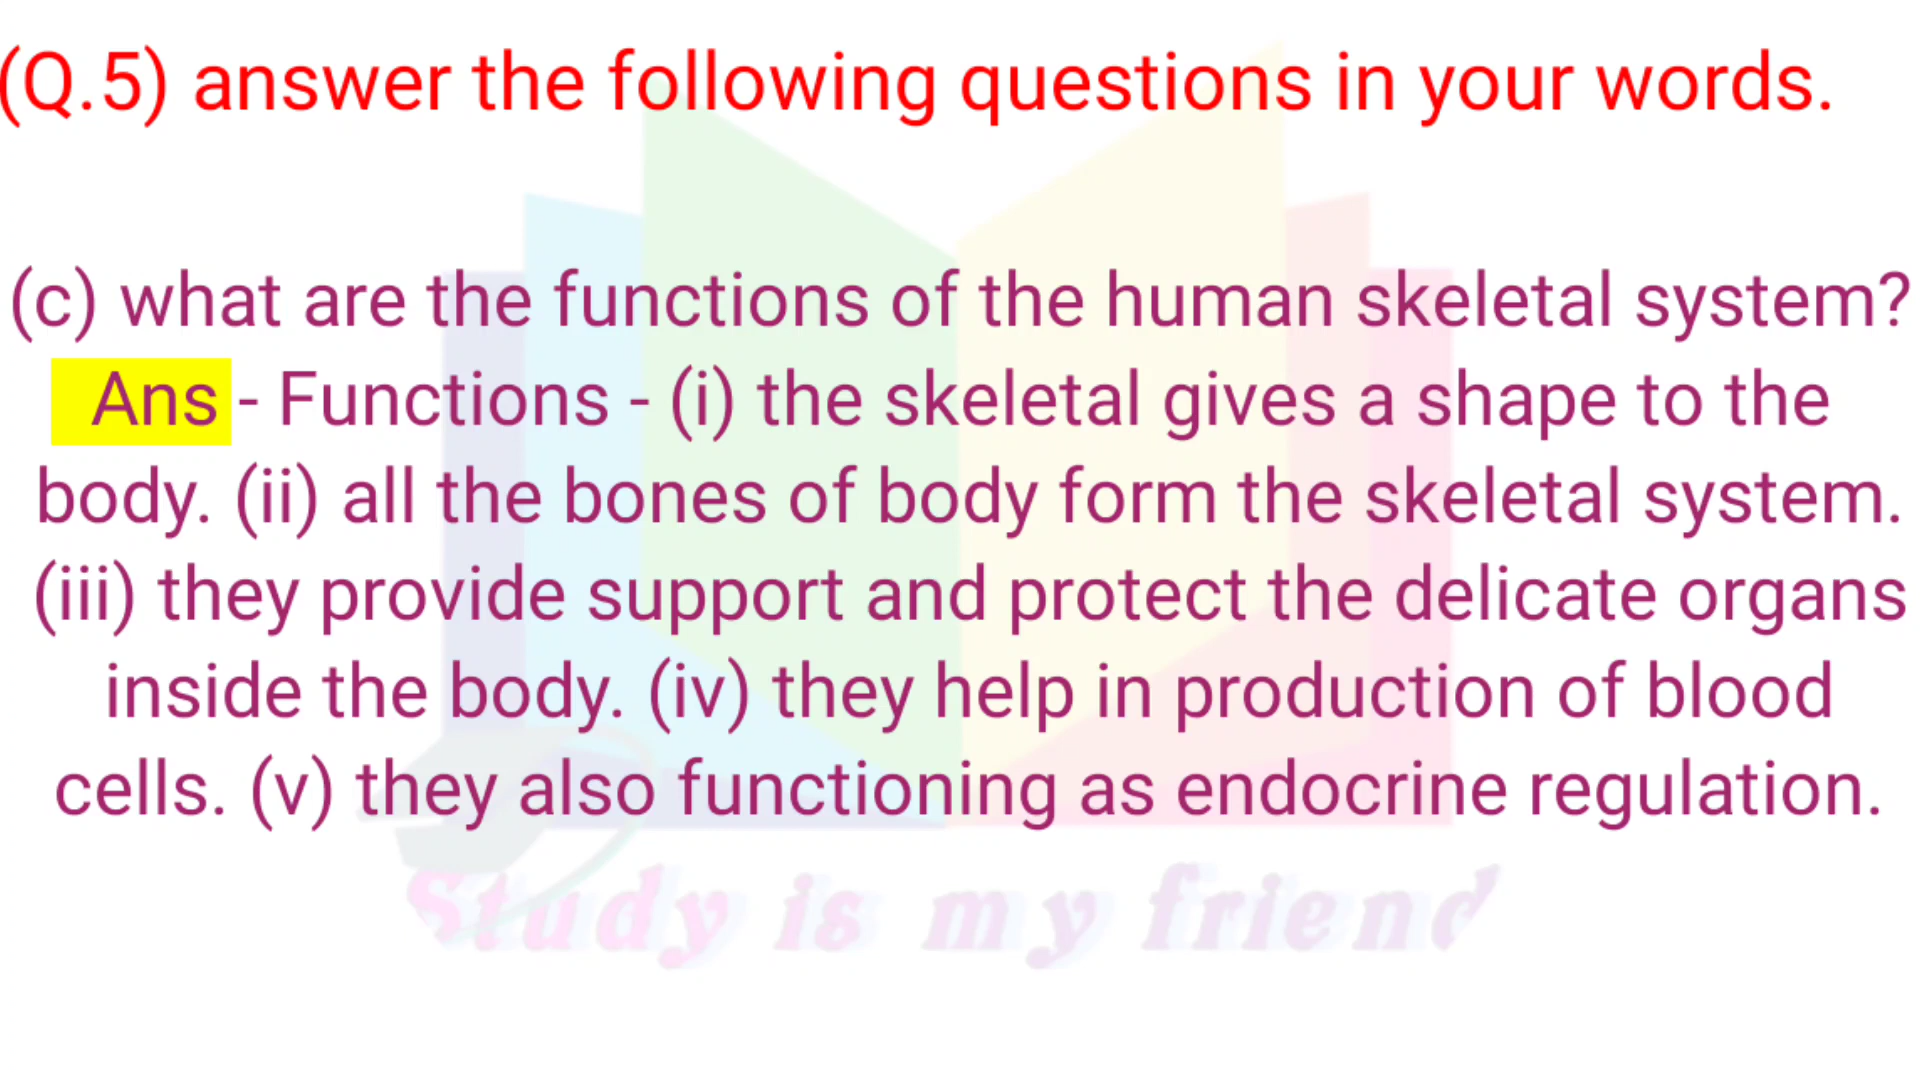 (Q.5) answer the following questions in your words.
(c) what are the functions of the human skeletal system?
Ans - Functions - (i) the skeletal gives a shape to the
body. (ii) all the bones of body form the skeletal system.
(iii) they provide support and protect the delicate organs
inside the body. (iv) they help in production of blood
cells. (v) they also functioning as endocrine regulation.
Study is my friend